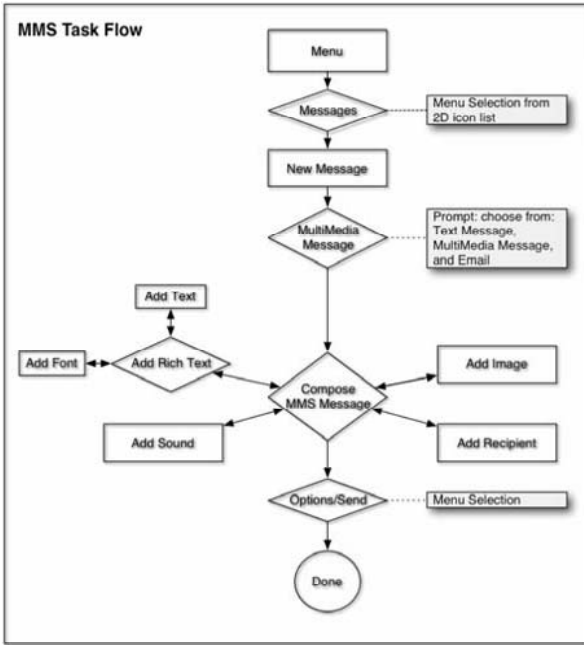 MMS Task Flow
Menu
Messages
Menu Selection from
2D icon list
New Message
MultiMedia
Message
Prompt: choose from:
Text Message,
MultiMedia Message,
and Email
Add Text
Add Font
Add Rich Text
Add Image
Compose
MMS Message
Add Sound
Add Recipient
Options/Send
Menu Selection
Done